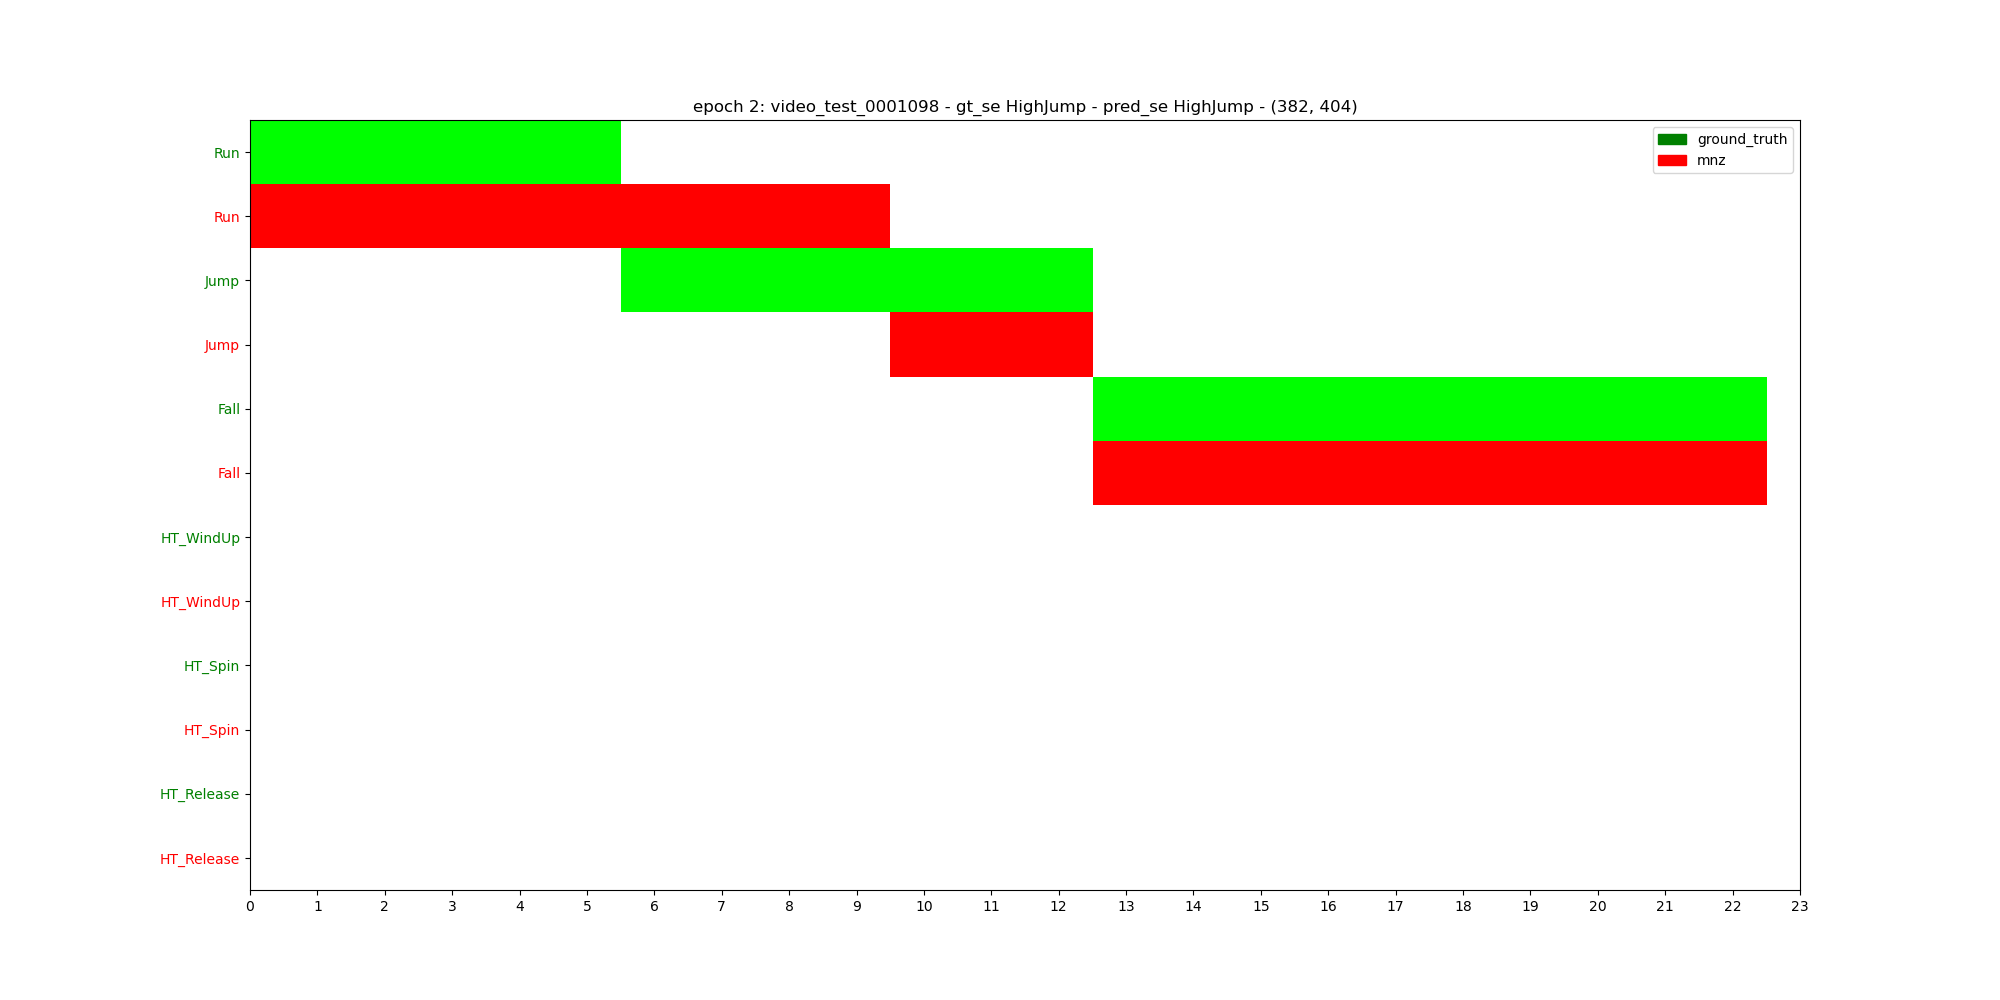 epoch 2: video_test_0001098 - gt_se HighJump - pred_se HighJump - (382, 404)
ground_truth
mnz
Run
Run
Jump
Jump
Fall
Fall
HT_WindUp
HT_WindUp
HT_Spin
HT_Spin
HT_Release
HT_Release
0 1 2 3 4 5 6 7 8 9 10 11 12 13 14 15 16 17 18 19 20 21 22 23